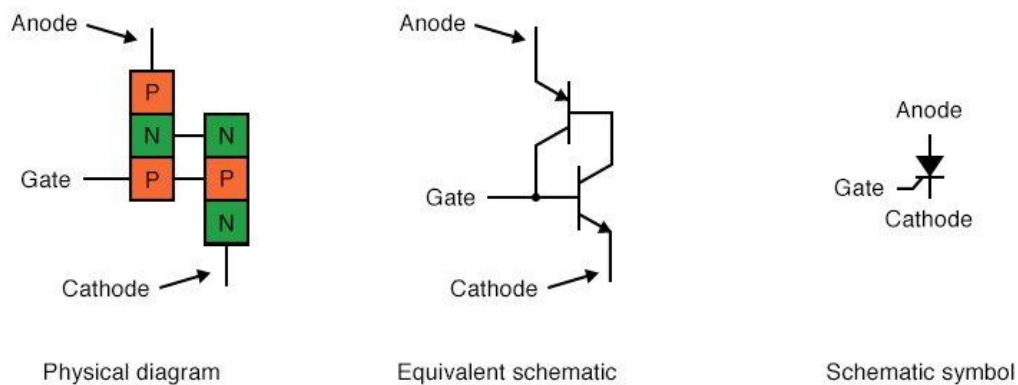 Anode
P
N N
Gate P P
N
Cathode
Physical diagram
Anode
Gate
Cathode
Equivalent schematic
Anode
Gate
Cathode
Schematic symbol